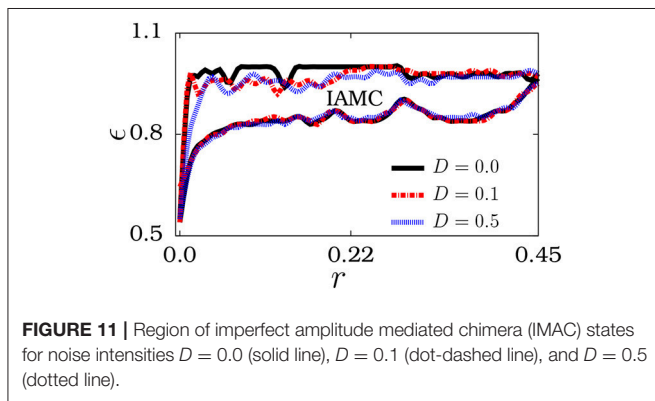 1.1
0.8
0.5
ϵ
IAMC
D = 0.0
D = 0.1
D = 0.5
0.0 0.22 0.45
r
FIGURE 11 | Region of imperfect amplitude mediated chimera (IMAC) states
for noise intensities D = 0.0 (solid line), D = 0.1 (dot-dashed line), and D = 0.5
(dotted line).